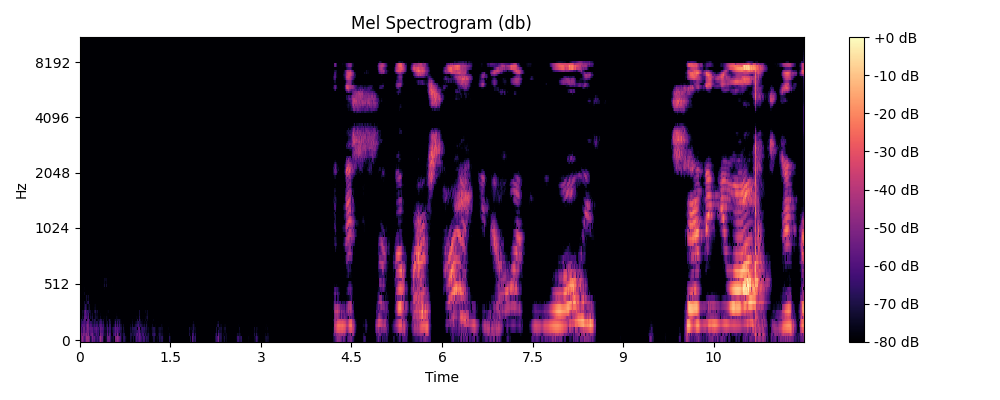 Mel Spectrogram (db)
8192
4096
2048
1024
512
0
Hz
0 1.5 3 4.5 6 7.5 9 10
Time
+0 dB
-10 dB
-20 dB
-30 dB
-40 dB
-50 dB
-60 dB
-70 dB
-80 dB